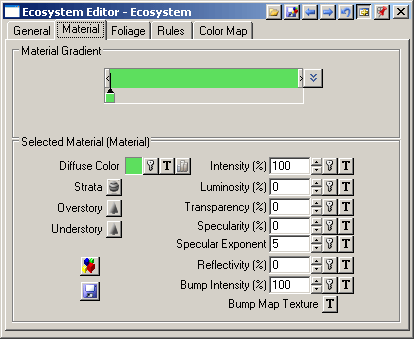 Ecosystem Editor - Ecosystem
General Material Foliage Rules Color Map
Material Gradient
Selected Material (Material)
Diffuse Color T Intensity (%) 100 T
Strata Luminosity (%) 0 T
Overstory Transparency (%) 0 T
Understory Specularity (%) 0 T
Specular Exponent 5 T
Reflectivity (%) 0 T
Bump Intensity (%) 100 T
Bump Map Texture T